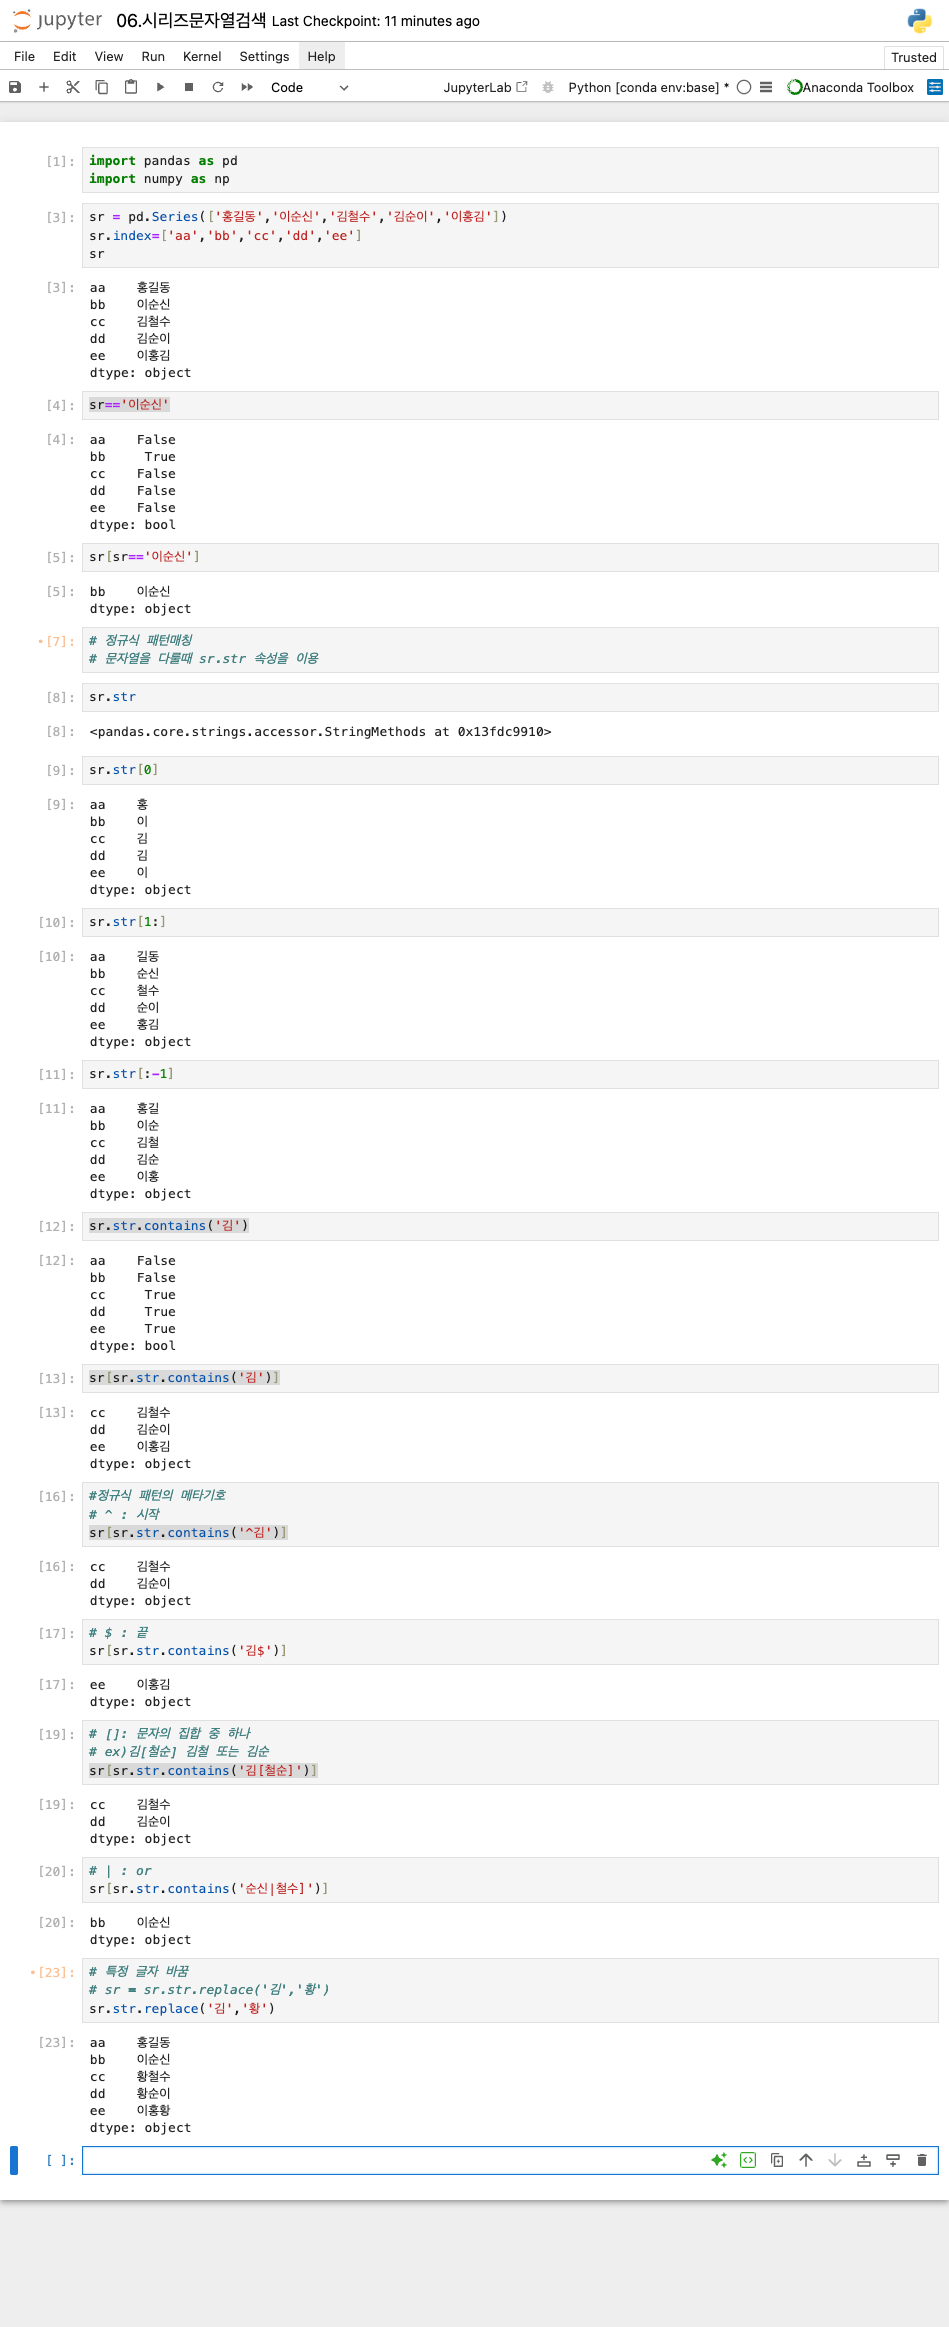 jupyter 06.시리즈문자열검색 Last Checkpoint: 11 minutes ago
File Edit View Run Kernel Settings Help Trusted
Code JupyterLab Python [conda env:base] * Anaconda Toolbox
[1]: import pandas as pd
import numpy as np
[3]: sr = pd.Series(['홍길동','이순신','김철수','김순이','이홍김'])
sr.index=['aa','bb','cc','dd','ee']
sr
[3]: aa 홍길동
bb 이순신
cc 김철수
dd 김순이
ee 이홍김
dtype: object
[4]: sr=='이순신'
[4]: aa False
bb True
cc False
dd False
ee False
dtype: bool
[5]: sr[sr=='이순신']
[5]: bb 이순신
dtype: object
•[7]: # 정규식 패턴매칭
# 문자열을 다룰때 sr.str 속성을 이용
[8]: sr.str
[8]: <pandas.core.strings.accessor.StringMethods at 0x13fdc9910>
[9]: sr.str[0]
[9]: aa 홍
bb 이
cc 김
dd 김
ee 이
dtype: object
[10]: sr.str[1:]
[10]: aa 길동
bb 순신
cc 철수
dd 순이
ee 홍김
dtype: object
[11]: sr.str[:-1]
[11]: aa 홍길
bb 이순
cc 김철
dd 김순
ee 이홍
dtype: object
[12]: sr.str.contains('김')
[12]: aa False
bb False
cc True
dd True
ee True
dtype: bool
[13]: sr[sr.str.contains('김')]
[13]: cc 김철수
dd 김순이
ee 이홍김
dtype: object
[16]: #정규식 패턴의 메타기호
# ^ : 시작
sr[sr.str.contains('^김')]
[16]: cc 김철수
dd 김순이
dtype: object
[17]: # $ : 끝
sr[sr.str.contains('김$')]
[17]: ee 이홍김
dtype: object
[19]: # []: 문자의 집합 중 하나
# ex)김[철순] 김철 또는 김순
sr[sr.str.contains('김[철순]')]
[19]: cc 김철수
dd 김순이
dtype: object
[20]: # | : or
sr[sr.str.contains('순신|철수]')]
[20]: bb 이순신
dtype: object
•[23]: # 특정 글자 바꿈
# sr = sr.str.replace('김','황')
sr.str.replace('김','황')
[23]: aa 홍길동
bb 이순신
cc 황철수
dd 황순이
ee 이홍황
dtype: object
[ ]: